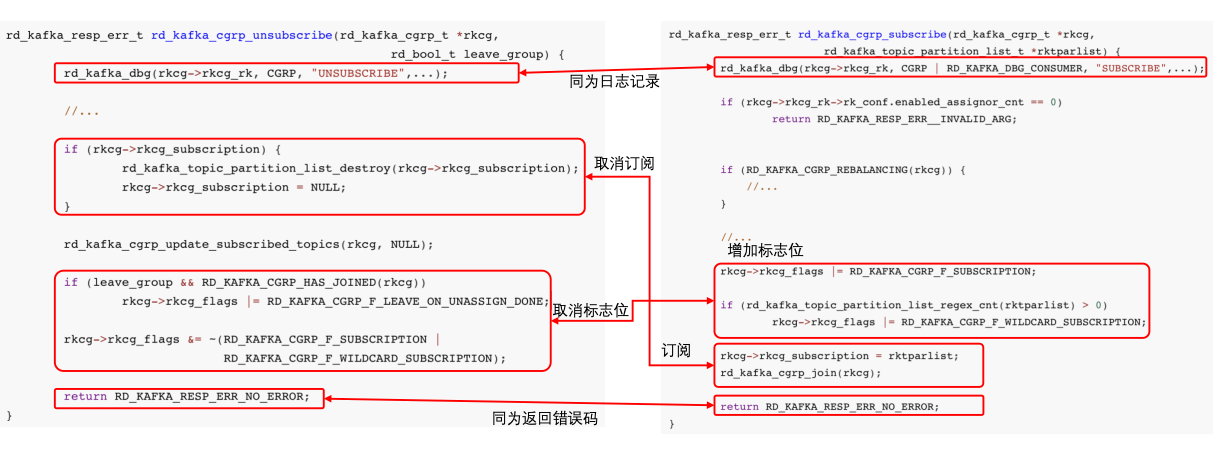 rd_kafka_resp_err_t rd_kafka_cgrp_unsubscribe(rd_kafka_cgrp_t *rkcg,
rd_bool_t leave_group) {
rd_kafka_dbg(rkcg->rkcg_rk, CGRP, "UNSUBSCRIBE",...);
//...
if (rkcg->rkcg_subscription) {
rd_kafka_topic_partition_list_destroy(rkcg->rkcg_subscription);
rkcg->rkcg_subscription = NULL;
}
rd_kafka_cgrp_update_subscribed_topics(rkcg, NULL);
if (leave_group && RD_KAFKA_CGRP_HAS_JOINED(rkcg))
rkcg->rkcg_flags |= RD_KAFKA_CGRP_F_LEAVE_ON_UNASSIGN_DONE;
rkcg->rkcg_flags &= ~(RD_KAFKA_CGRP_F_SUBSCRIPTION |
RD_KAFKA_CGRP_F_WILDCARD_SUBSCRIPTION);
return RD_KAFKA_RESP_ERR_NO_ERROR;
}
同为日志记录
取消订阅
取消标志位
同为返回错误码
rd_kafka_resp_err_t rd_kafka_cgrp_subscribe(rd_kafka_cgrp_t *rkcg,
rd_kafka_topic_partition_list_t *rktparlist) {
rd_kafka_dbg(rkcg->rkcg_rk, CGRP | RD_KAFKA_DBG_CONSUMER, "SUBSCRIBE",...);
if (rkcg->rkcg_rk->rk_conf.enabled_assignor_cnt == 0)
return RD_KAFKA_RESP_ERR__INVALID_ARG;
if (RD_KAFKA_CGRP_REBALANCING(rkcg)) {
//...
}
//...
增加标志位
rkcg->rkcg_flags |= RD_KAFKA_CGRP_F_SUBSCRIPTION;
if (rd_kafka_topic_partition_list_regex_cnt(rktparlist) > 0)
rkcg->rkcg_flags |= RD_KAFKA_CGRP_F_WILDCARD_SUBSCRIPTION;
订阅
rkcg->rkcg_subscription = rktparlist;
rd_kafka_cgrp_join(rkcg);
return RD_KAFKA_RESP_ERR_NO_ERROR;
}